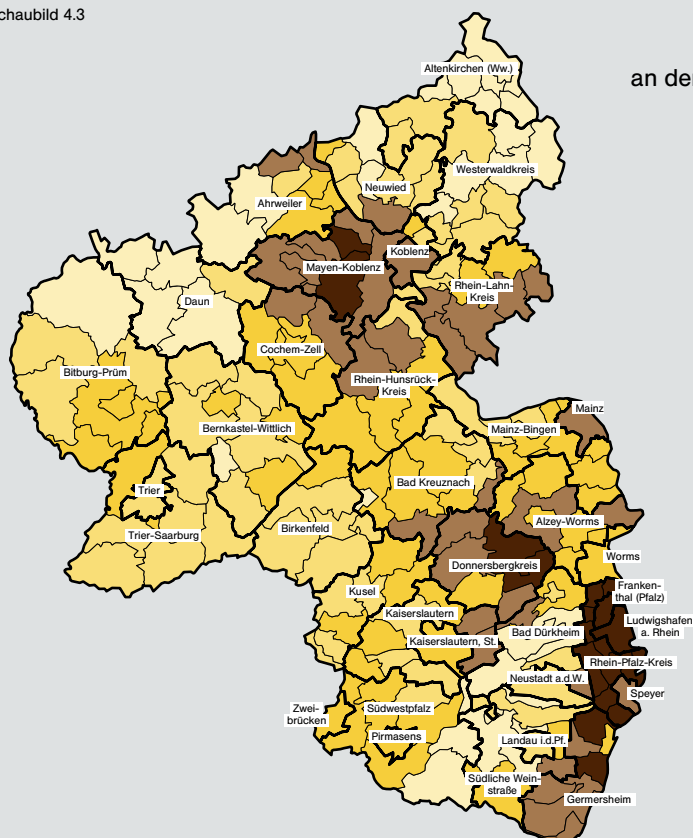 chaubild 4.3
an der
Altenkirchen (Ww.)
Westerwaldkreis
Neuwied
Ahrweiler
Koblenz
Mayen-Koblenz
Rhein-Lahn-
Kreis
Daun
Cochem-Zell
Bitburg-Prüm
Rhein-Hunsrück-
Kreis
Mainz
Bernkastel-Wittlich
Mainz-Bingen
Bad Kreuznach
Trier
Alzey-Worms
Birkenfeld
Trier-Saarburg
Worms
Donnersbergkreis
Franken-
thal (Pfalz)
Kusel
Kaiserslautern
Ludwigshafen
a. Rhein
Bad Dürkheim
Kaiserslautern, St.
Rhein-Pfalz-Kreis
Neustadt a.d.W.
Speyer
Zwei-
brücken
Südwestpfalz
Pirmasens
Landau i.d.Pf.
Südliche Wein-
straße
Germersheim